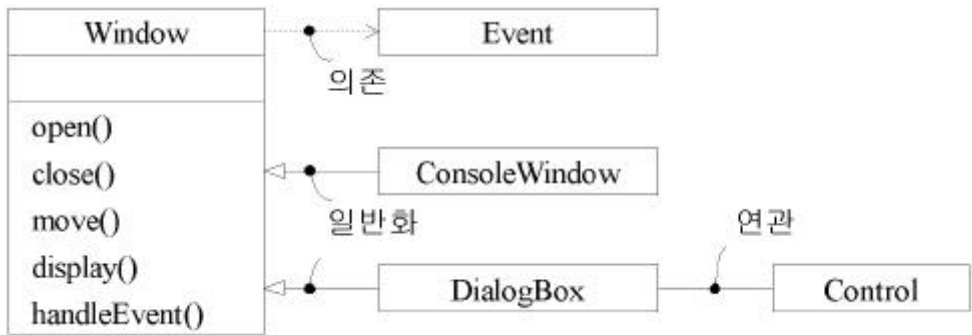 Window
Event
의존
open()
close()
ConsoleWindow
move()
일반화
연관
display()
DialogBox
Control
handleEvent()